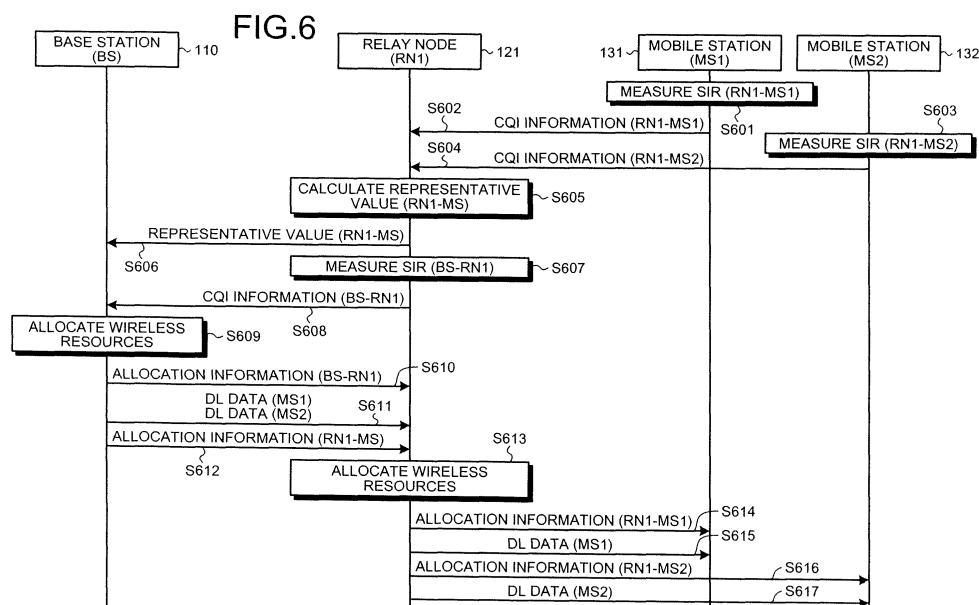 FIG.6
BASE STATION
(BS)
110
RELAY NODE
(RN1)
121
131
MOBILE STATION
(MS1)
MOBILE STATION
(MS2)
132
MEASURE SIR (RN1-MS1)
S601
S602
CQI INFORMATION (RN1-MS1)
S603
MEASURE SIR (RN1-MS2)
S604
CQI INFORMATION (RN1-MS2)
CALCULATE REPRESENTATIVE
VALUE (RN1-MS)
S605
REPRESENTATIVE VALUE (RN1-MS)
S606
MEASURE SIR (BS-RN1)
S607
CQI INFORMATION (BS-RN1)
S608
ALLOCATE WIRELESS
RESOURCES
S609
ALLOCATION INFORMATION (BS-RN1)
S610
DL DATA (MS1)
DL DATA (MS2)
S611
ALLOCATION INFORMATION (RN1-MS)
S612
S613
ALLOCATE WIRELESS
RESOURCES
ALLOCATION INFORMATION (RN1-MS1)
S614
DL DATA (MS1)
S615
ALLOCATION INFORMATION (RN1-MS2)
S616
DL DATA (MS2)
S617